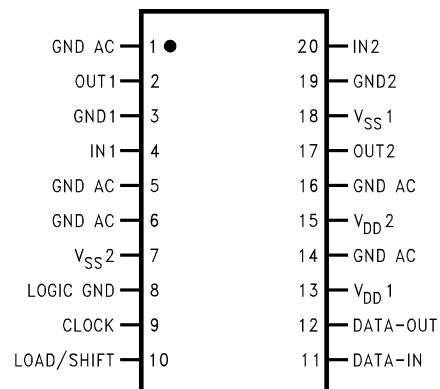 GND AC 1 20 IN2
OUT1 2 19 GND2
GND1 3 18 VSS1
IN1 4 17 OUT2
GND AC 5 16 GND AC
GND AC 6 15 VDD2
VSS2 7 14 GND AC
LOGIC GND 8 13 VDD1
CLOCK 9 12 DATA-OUT
LOAD/SHIFT 10 11 DATA-IN